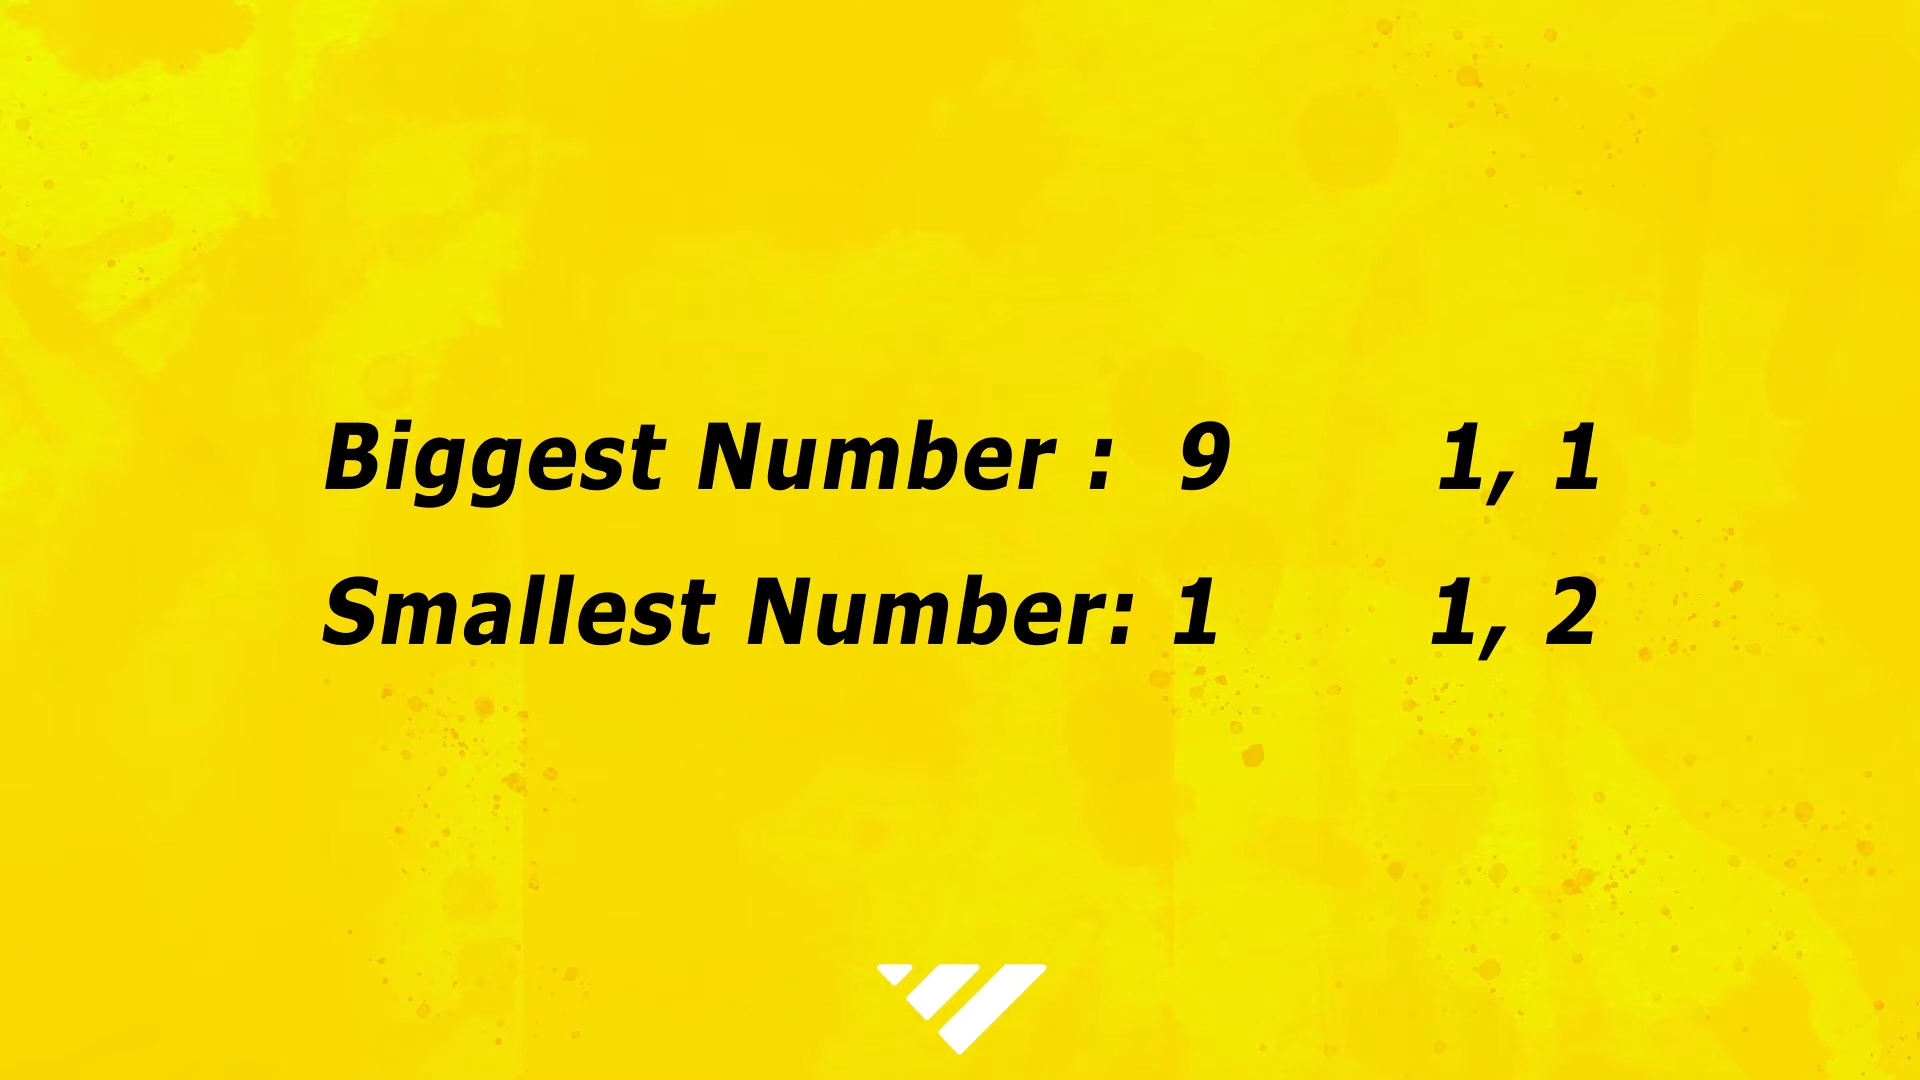 Biggest Number : 9 1, 1
Smallest Number: 1 1, 2